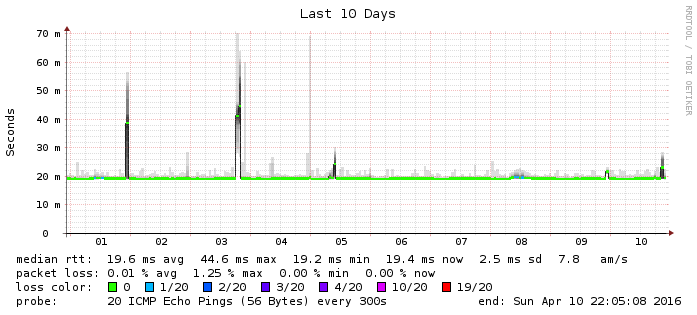 Last 10 Days
RRDTOOL / TOBI OETIKER
Seconds
70 m
60 m
50 m
40 m
30 m
20 m
10 m
0
01 02 03 04 05 06 07 08 09 10
median rtt: 19.6 ms avg 44.6 ms max 19.2 ms min 19.4 ms now 2.5 ms sd 7.8 am/s
packet loss: 0.01 % avg 1.25 % max 0.00 % min 0.00 % now
loss color: 0 1/20 2/20 3/20 4/20 10/20 19/20
probe: 20 ICMP Echo Pings (56 Bytes) every 300s end: Sun Apr 10 22:05:08 2016